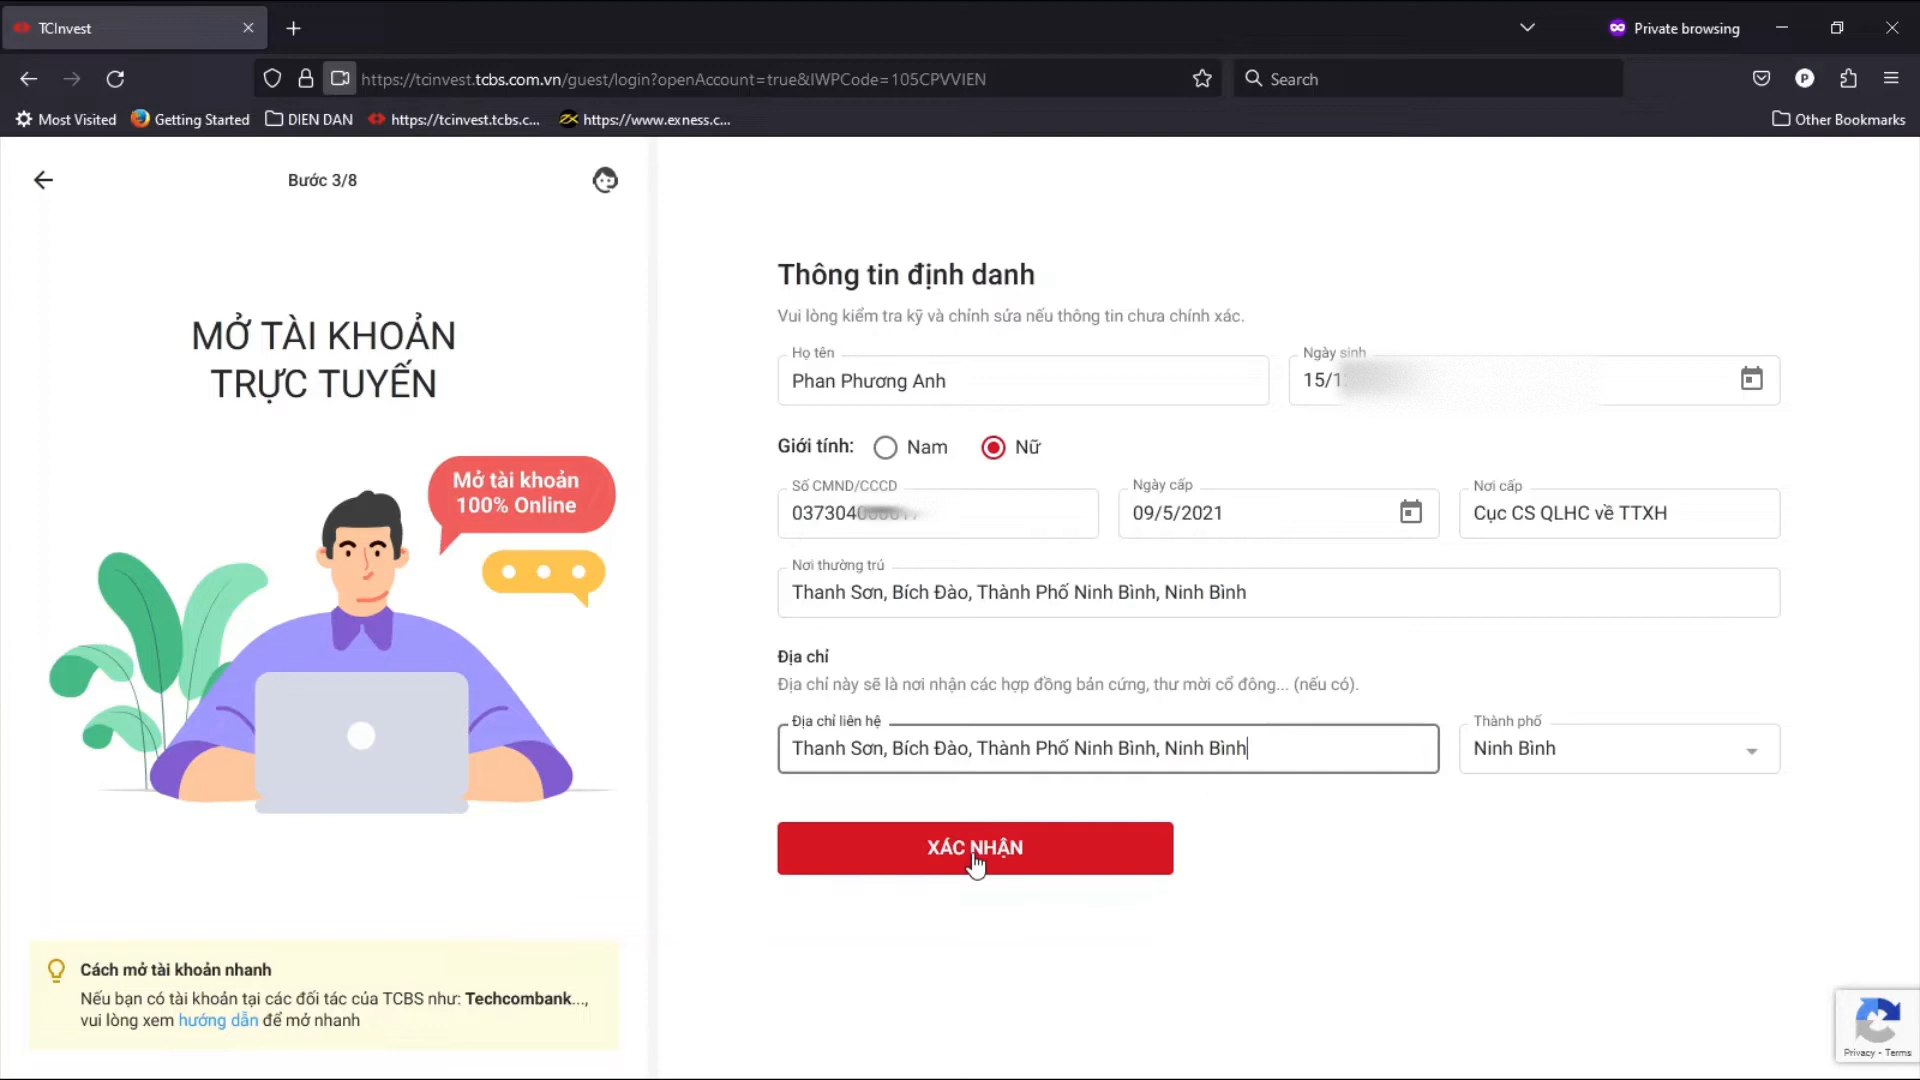 TCInvest
Private browsing
https://tcinvest.tcbs.com.vn/guest/login?openAccount=true&IWPCode=105CPVVIEN
Search
P
Most Visited
Getting Started
DIEN DAN
https://tcinvest.tcbs.c...
https://www.exness.c...
Other Bookmarks
Bước 3/8
MỞ TÀI KHOẢN
TRỰC TUYẾN
Mở tài khoản
100% Online
Cách mở tài khoản nhanh
Nếu bạn có tài khoản tại các đối tác của TCBS như: Techcombank...,
vui lòng xem hướng dẫn để mở nhanh
Thông tin định danh
Vui lòng kiểm tra kỹ và chỉnh sửa nếu thông tin chưa chính xác.
Họ tên
Phan Phương Anh
Ngày sinh
15/1
Giới tính: Nam Nữ
Số CMND/CCCD
037304
Ngày cấp
09/5/2021
Nơi cấp
Cục CS QLHC về TTXH
Nơi thường trú
Thanh Sơn, Bích Đào, Thành Phố Ninh Bình, Ninh Bình
Địa chỉ
Địa chỉ này sẽ là nơi nhận các hợp đồng bản cứng, thư mời cổ đông... (nếu có).
Địa chỉ liên hệ
Thanh Sơn, Bích Đào, Thành Phố Ninh Bình, Ninh Bình
Thành phố
Ninh Bình
XÁC NHẬN
Privacy - Terms